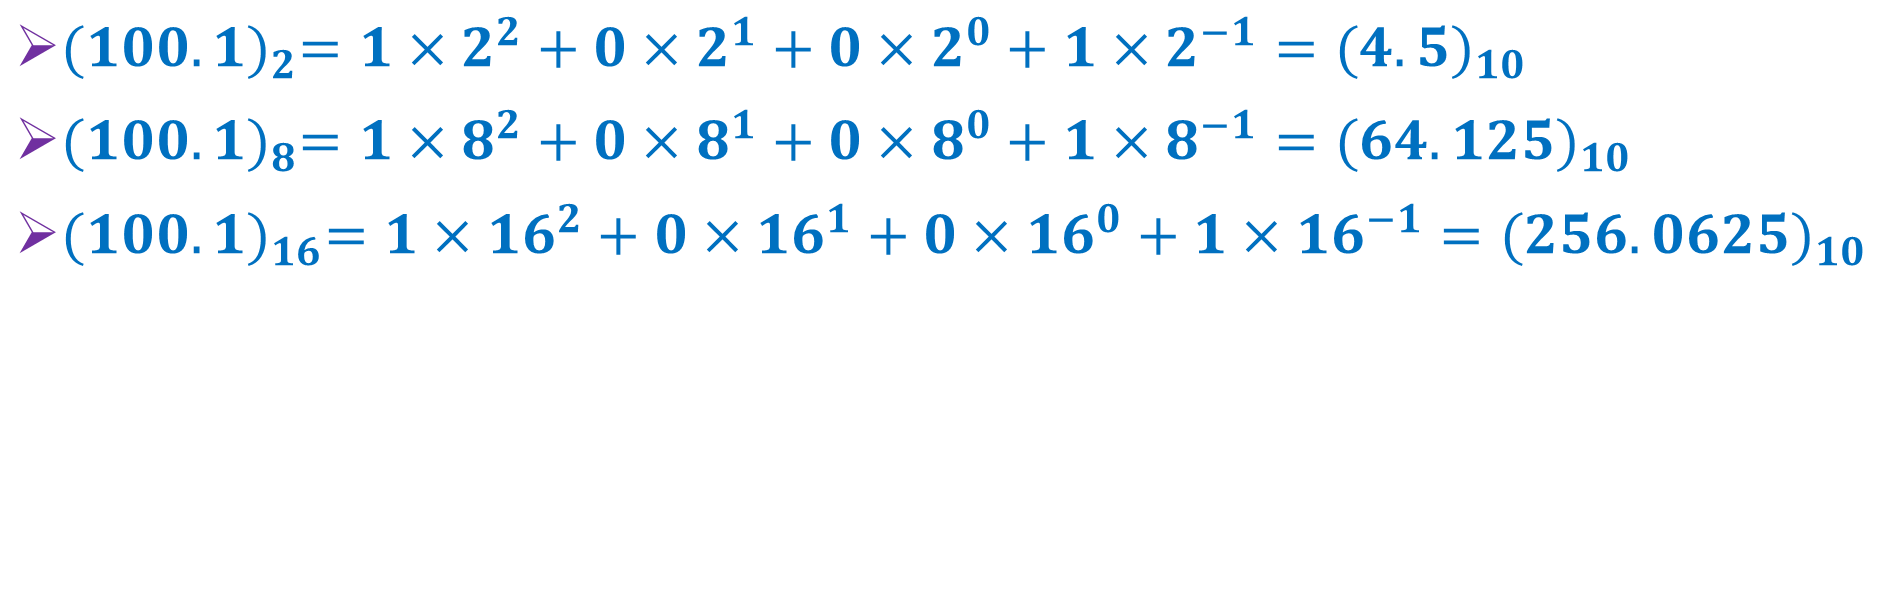 ➢(100.1)₂= 1 × 2² + 0 × 2¹ + 0 × 2⁰ + 1 × 2⁻¹ = (4.5)₁₀
➢(100.1)₈= 1 × 8² + 0 × 8¹ + 0 × 8⁰ + 1 × 8⁻¹ = (64.125)₁₀
➢(100.1)₁₆= 1 × 16² + 0 × 16¹ + 0 × 16⁰ + 1 × 16⁻¹ = (256.0625)₁₀